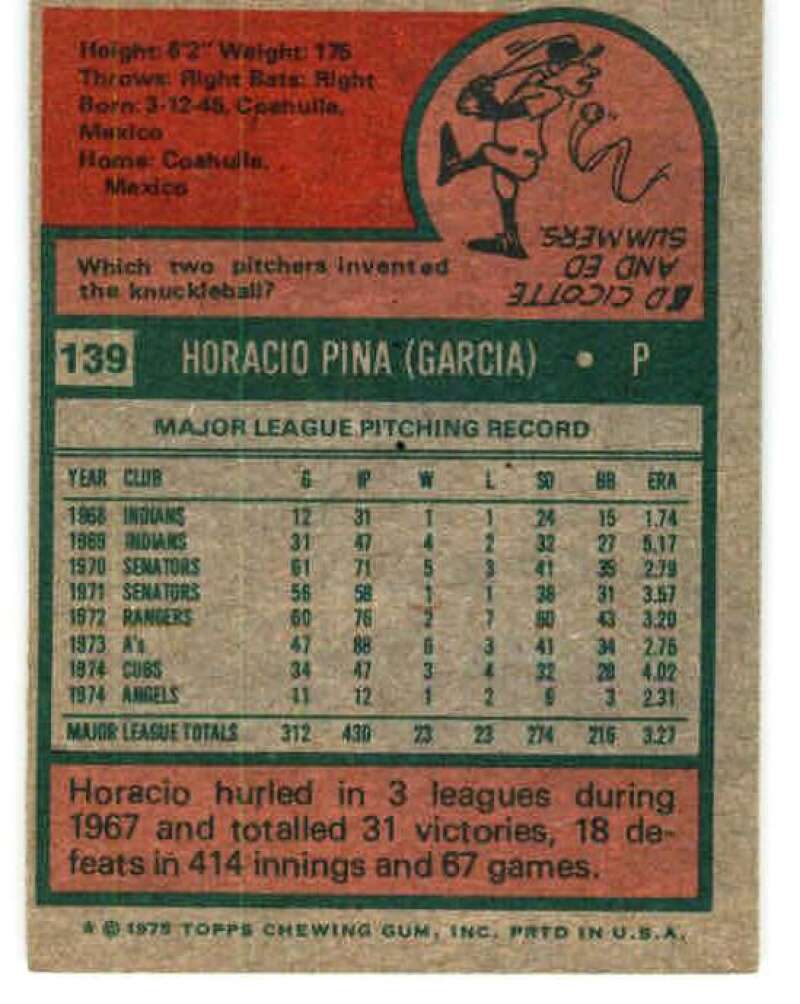 Height: 6'2" Weight: 175
Throws: Right Bats: Right
Born: 3-12-45, Coahuila,
Mexico
Home: Coahuila,
Mexico
Which two pitchers invented
the knuckleball?
ED CICOTTE
AND ED
SUMMERS.
139 HORACIO PINA (GARCIA) • P
MAJOR LEAGUE PITCHING RECORD
YEAR CLUB G IP W L SO BB ERA
1968 INDIANS 12 31 1 1 24 15 1.74
1969 INDIANS 31 47 4 2 32 27 5.17
1970 SENATORS 61 71 5 3 41 35 2.79
1971 SENATORS 56 58 1 1 38 31 3.57
1972 RANGERS 60 76 2 7 60 43 3.20
1973 A's 47 88 6 3 41 34 2.76
1974 CUBS 34 47 3 4 32 28 4.02
1974 ANGELS 11 12 1 2 6 3 2.31
MAJOR LEAGUE TOTALS 312 430 23 23 274 216 3.27
Horacio hurled in 3 leagues during
1967 and totalled 31 victories, 18 de-
feats in 414 innings and 67 games.
* © 1975 TOPPS CHEWING GUM, INC. PRTD IN U.S.A.